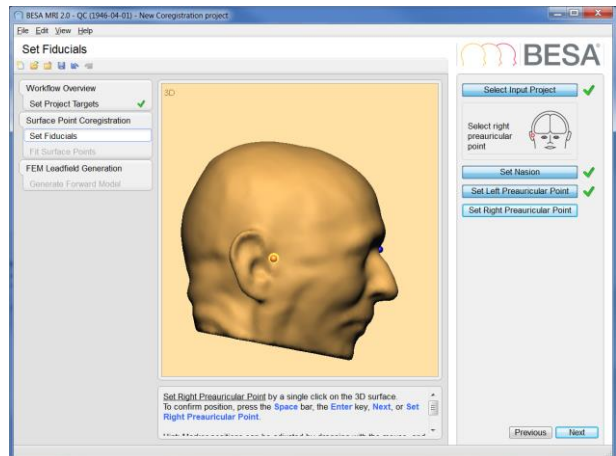 BESA MRI 2.0 - QC (1946-04-01) - New Coregistration project
File Edit View Help
Set Fiducials
BESA
Workflow Overview
Set Project Targets
Surface Point Coregistration
Set Fiducials
Fit Surface Points
FEM Leadfield Generation
Generate Forward Model
3D
Set Right Preauricular Point by a single click on the 3D surface.
To confirm position, press the Space bar, the Enter key, Next, or Set
Right Preauricular Point.
Select Input Project
Select right
preauricular
point
Set Nasion
Set Left Preauricular Point
Set Right Preauricular Point
Previous Next